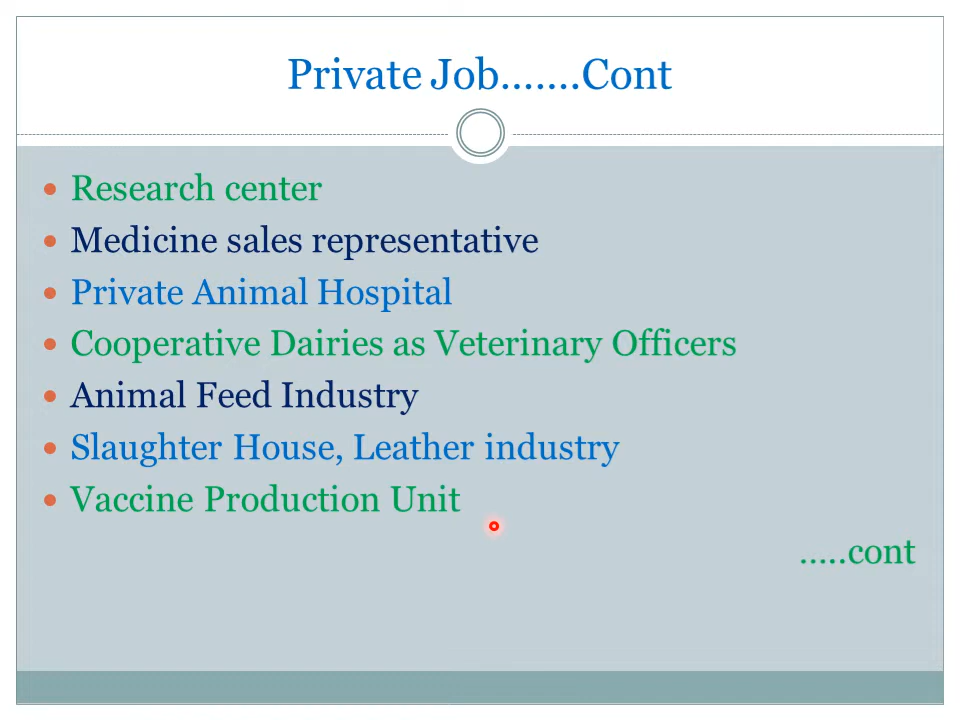 Private Job.......Cont
Research center
Medicine sales representative
Private Animal Hospital
Cooperative Dairies as Veterinary Officers
Animal Feed Industry
Slaughter House, Leather industry
Vaccine Production Unit
.....cont